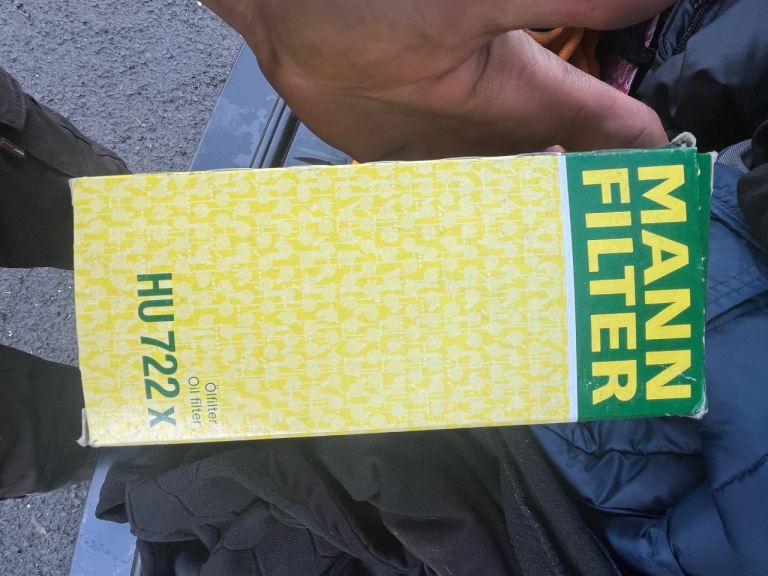 MANN
FILTER
Ölfilter
Oil filter
HU 722 x